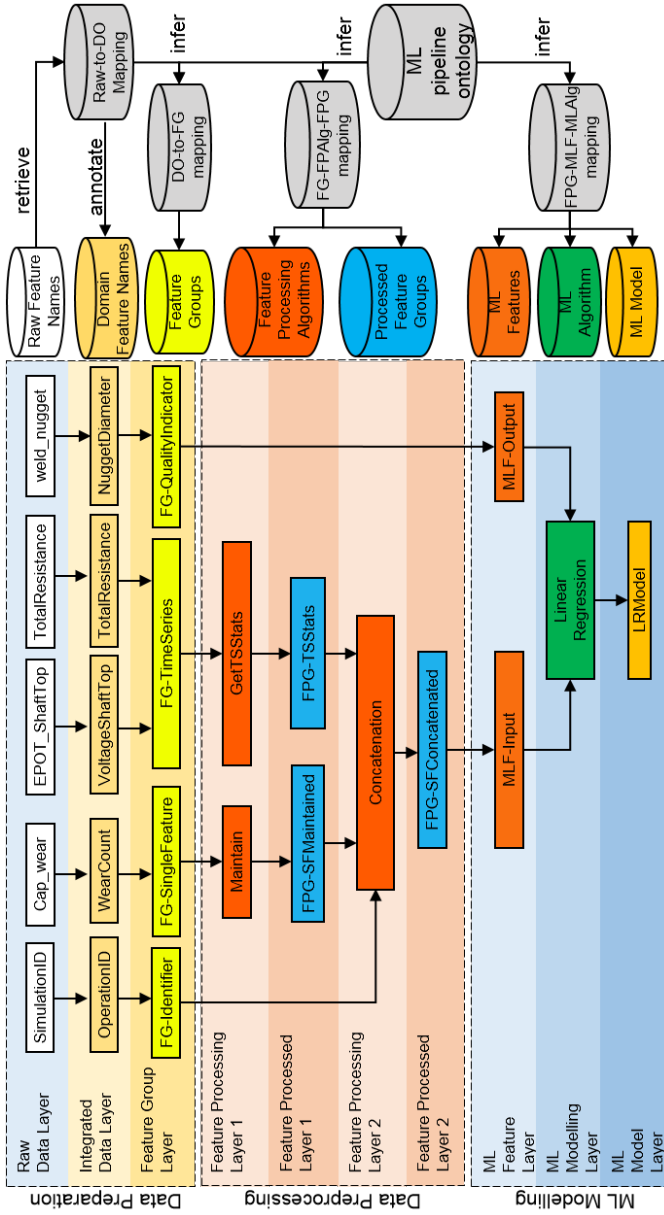 Data Preparation
Raw
Data Layer
SimulationID
Cap_wear
EPOT_ShaftTop
TotalResistance
weld_nugget
Raw Feature
Names
retrieve
Raw-to-DO
Mapping
Integrated
Data Layer
OperationID
WearCount
VoltageShaftTop
TotalResistance
NuggetDiameter
Domain
Feature Names
annotate
Feature Group
Layer
FG-Identifier
FG-SingleFeature
FG-TimeSeries
FG-QualityIndicator
Feature
Groups
DO-to-FG
mapping
infer
Data Preprocessing
Feature Processing
Layer 1
Maintain
GetTSStats
Feature
Processing
Algorithms
FG-FPAlg-FPG
mapping
infer
Feature Processed
Layer 1
FPG-SFMaintained
FPG-TSStats
Processed
Feature
Groups
Feature Processing
Layer 2
Concatenation
ML
pipeline
ontology
Feature Processed
Layer 2
FPG-SFConcatenated
ML Modelling
ML
Feature Layer
MLF-Input
MLF-Output
ML
Features
infer
ML
Modelling
Layer
Linear
Regression
ML
Algorithm
FPG-MLF-MLAlg
mapping
ML
Model Layer
LRModel
ML Model